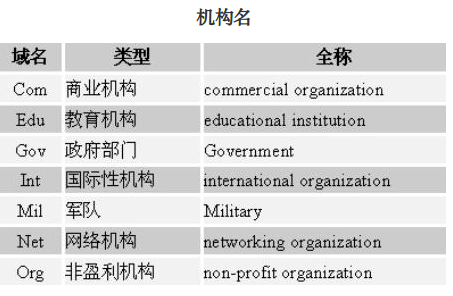 机构名
域名 类型 全称
Com 商业机构 commercial organization
Edu 教育机构 educational institution
Gov 政府部门 Government
Int 国际性机构 international organization
Mil 军队 Military
Net 网络机构 networking organization
Org 非盈利机构 non-profit organization